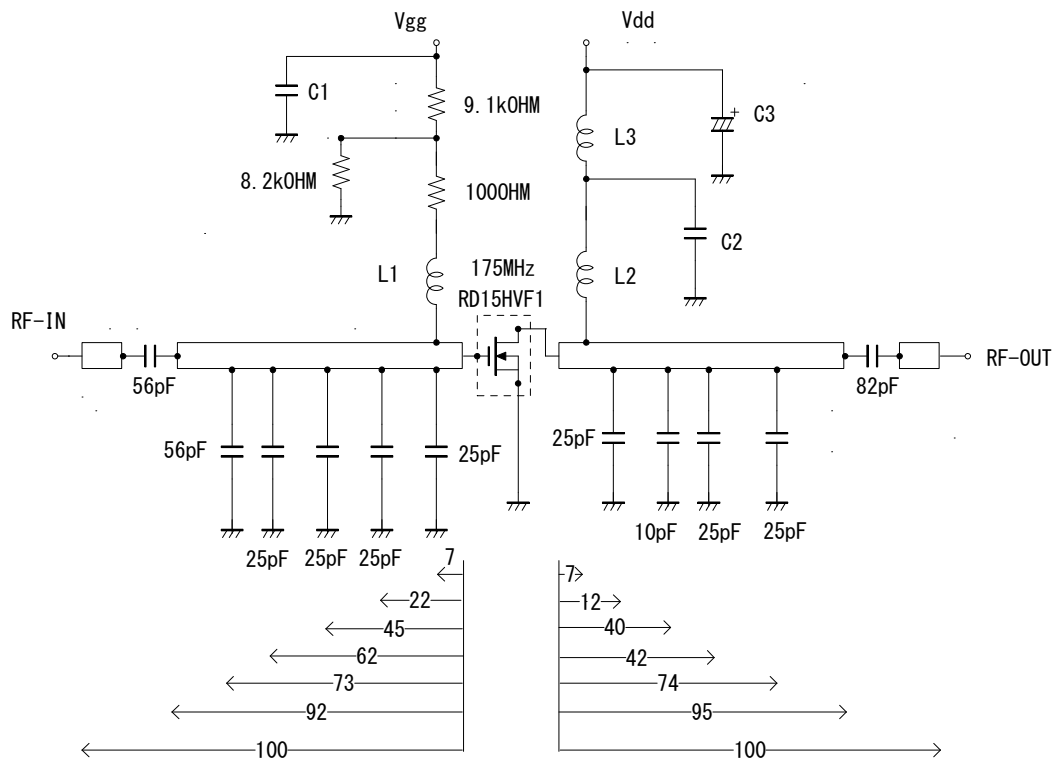 Vgg
Vdd
C1
9.1kOHM
C3
+
L3
8.2kOHM
100OHM
C2
L1
175MHz
L2
RD15HVF1
RF-IN
RF-OUT
56pF
82pF
56pF
25pF
25pF
25pF
25pF
25pF
10pF
25pF
25pF
7
7
22
12
45
40
62
42
73
74
92
95
100
100